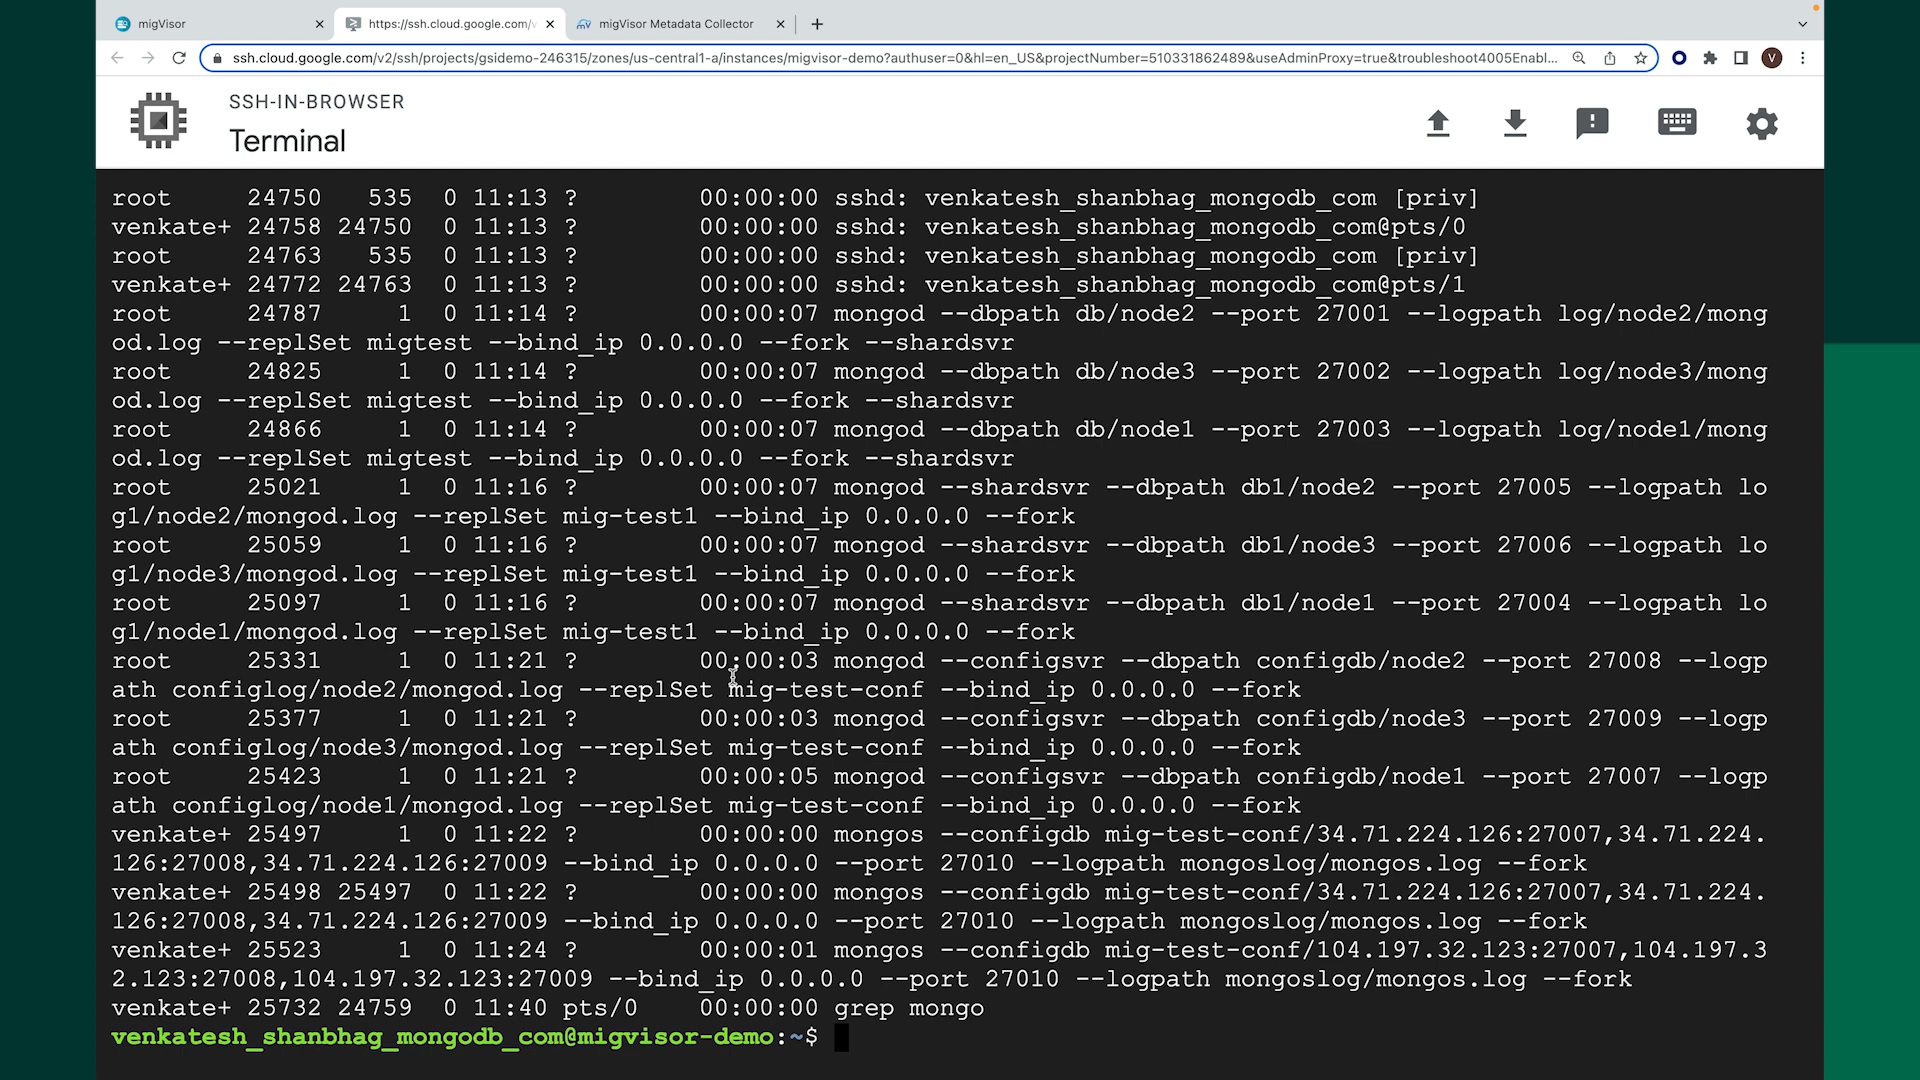 migVisor
https://ssh.cloud.google.com/v
migVisor Metadata Collector
ssh.cloud.google.com/v2/ssh/projects/gsidemo-246315/zones/us-central1-a/instances/migvisor-demo?authuser=0&hl=en_US&projectNumber=510331862489&useAdminProxy=true&troubleshoot4005Enabl...
V
SSH-IN-BROWSER
Terminal
root     24750   535  0 11:13 ?        00:00:00 sshd: venkatesh_shanbhag_mongodb_com [priv]
venkate+ 24758 24750  0 11:13 ?        00:00:00 sshd: venkatesh_shanbhag_mongodb_com@pts/0
root     24763   535  0 11:13 ?        00:00:00 sshd: venkatesh_shanbhag_mongodb_com [priv]
venkate+ 24772 24763  0 11:13 ?        00:00:00 sshd: venkatesh_shanbhag_mongodb_com@pts/1
root     24787     1  0 11:14 ?        00:00:07 mongod --dbpath db/node2 --port 27001 --logpath log/node2/mong
od.log --replSet migtest --bind_ip 0.0.0.0 --fork --shardsvr
root     24825     1  0 11:14 ?        00:00:07 mongod --dbpath db/node3 --port 27002 --logpath log/node3/mong
od.log --replSet migtest --bind_ip 0.0.0.0 --fork --shardsvr
root     24866     1  0 11:14 ?        00:00:07 mongod --dbpath db/node1 --port 27003 --logpath log/node1/mong
od.log --replSet migtest --bind_ip 0.0.0.0 --fork --shardsvr
root     25021     1  0 11:16 ?        00:00:07 mongod --shardsvr --dbpath db1/node2 --port 27005 --logpath lo
g1/node2/mongod.log --replSet mig-test1 --bind_ip 0.0.0.0 --fork
root     25059     1  0 11:16 ?        00:00:07 mongod --shardsvr --dbpath db1/node3 --port 27006 --logpath lo
g1/node3/mongod.log --replSet mig-test1 --bind_ip 0.0.0.0 --fork
root     25097     1  0 11:16 ?        00:00:07 mongod --shardsvr --dbpath db1/node1 --port 27004 --logpath lo
g1/node1/mongod.log --replSet mig-test1 --bind_ip 0.0.0.0 --fork
root     25331     1  0 11:21 ?        00:00:03 mongod --configsvr --dbpath configdb/node2 --port 27008 --logp
ath configlog/node2/mongod.log --replSet mig-test-conf --bind_ip 0.0.0.0 --fork
root     25377     1  0 11:21 ?        00:00:03 mongod --configsvr --dbpath configdb/node3 --port 27009 --logp
ath configlog/node3/mongod.log --replSet mig-test-conf --bind_ip 0.0.0.0 --fork
root     25423     1  0 11:21 ?        00:00:05 mongod --configsvr --dbpath configdb/node1 --port 27007 --logp
ath configlog/node1/mongod.log --replSet mig-test-conf --bind_ip 0.0.0.0 --fork
venkate+ 25497     1  0 11:22 ?        00:00:00 mongos --configdb mig-test-conf/34.71.224.126:27007,34.71.224.
126:27008,34.71.224.126:27009 --bind_ip 0.0.0.0 --port 27010 --logpath mongoslog/mongos.log --fork
venkate+ 25498 25497  0 11:22 ?        00:00:00 mongos --configdb mig-test-conf/34.71.224.126:27007,34.71.224.
126:27008,34.71.224.126:27009 --bind_ip 0.0.0.0 --port 27010 --logpath mongoslog/mongos.log --fork
venkate+ 25523     1  0 11:24 ?        00:00:01 mongos --configdb mig-test-conf/104.197.32.123:27007,104.197.3
2.123:27008,104.197.32.123:27009 --bind_ip 0.0.0.0 --port 27010 --logpath mongoslog/mongos.log --fork
venkate+ 25732 24759  0 11:40 pts/0    00:00:00 grep mongo
venkatesh_shanbhag_mongodb_com@migvisor-demo:~$